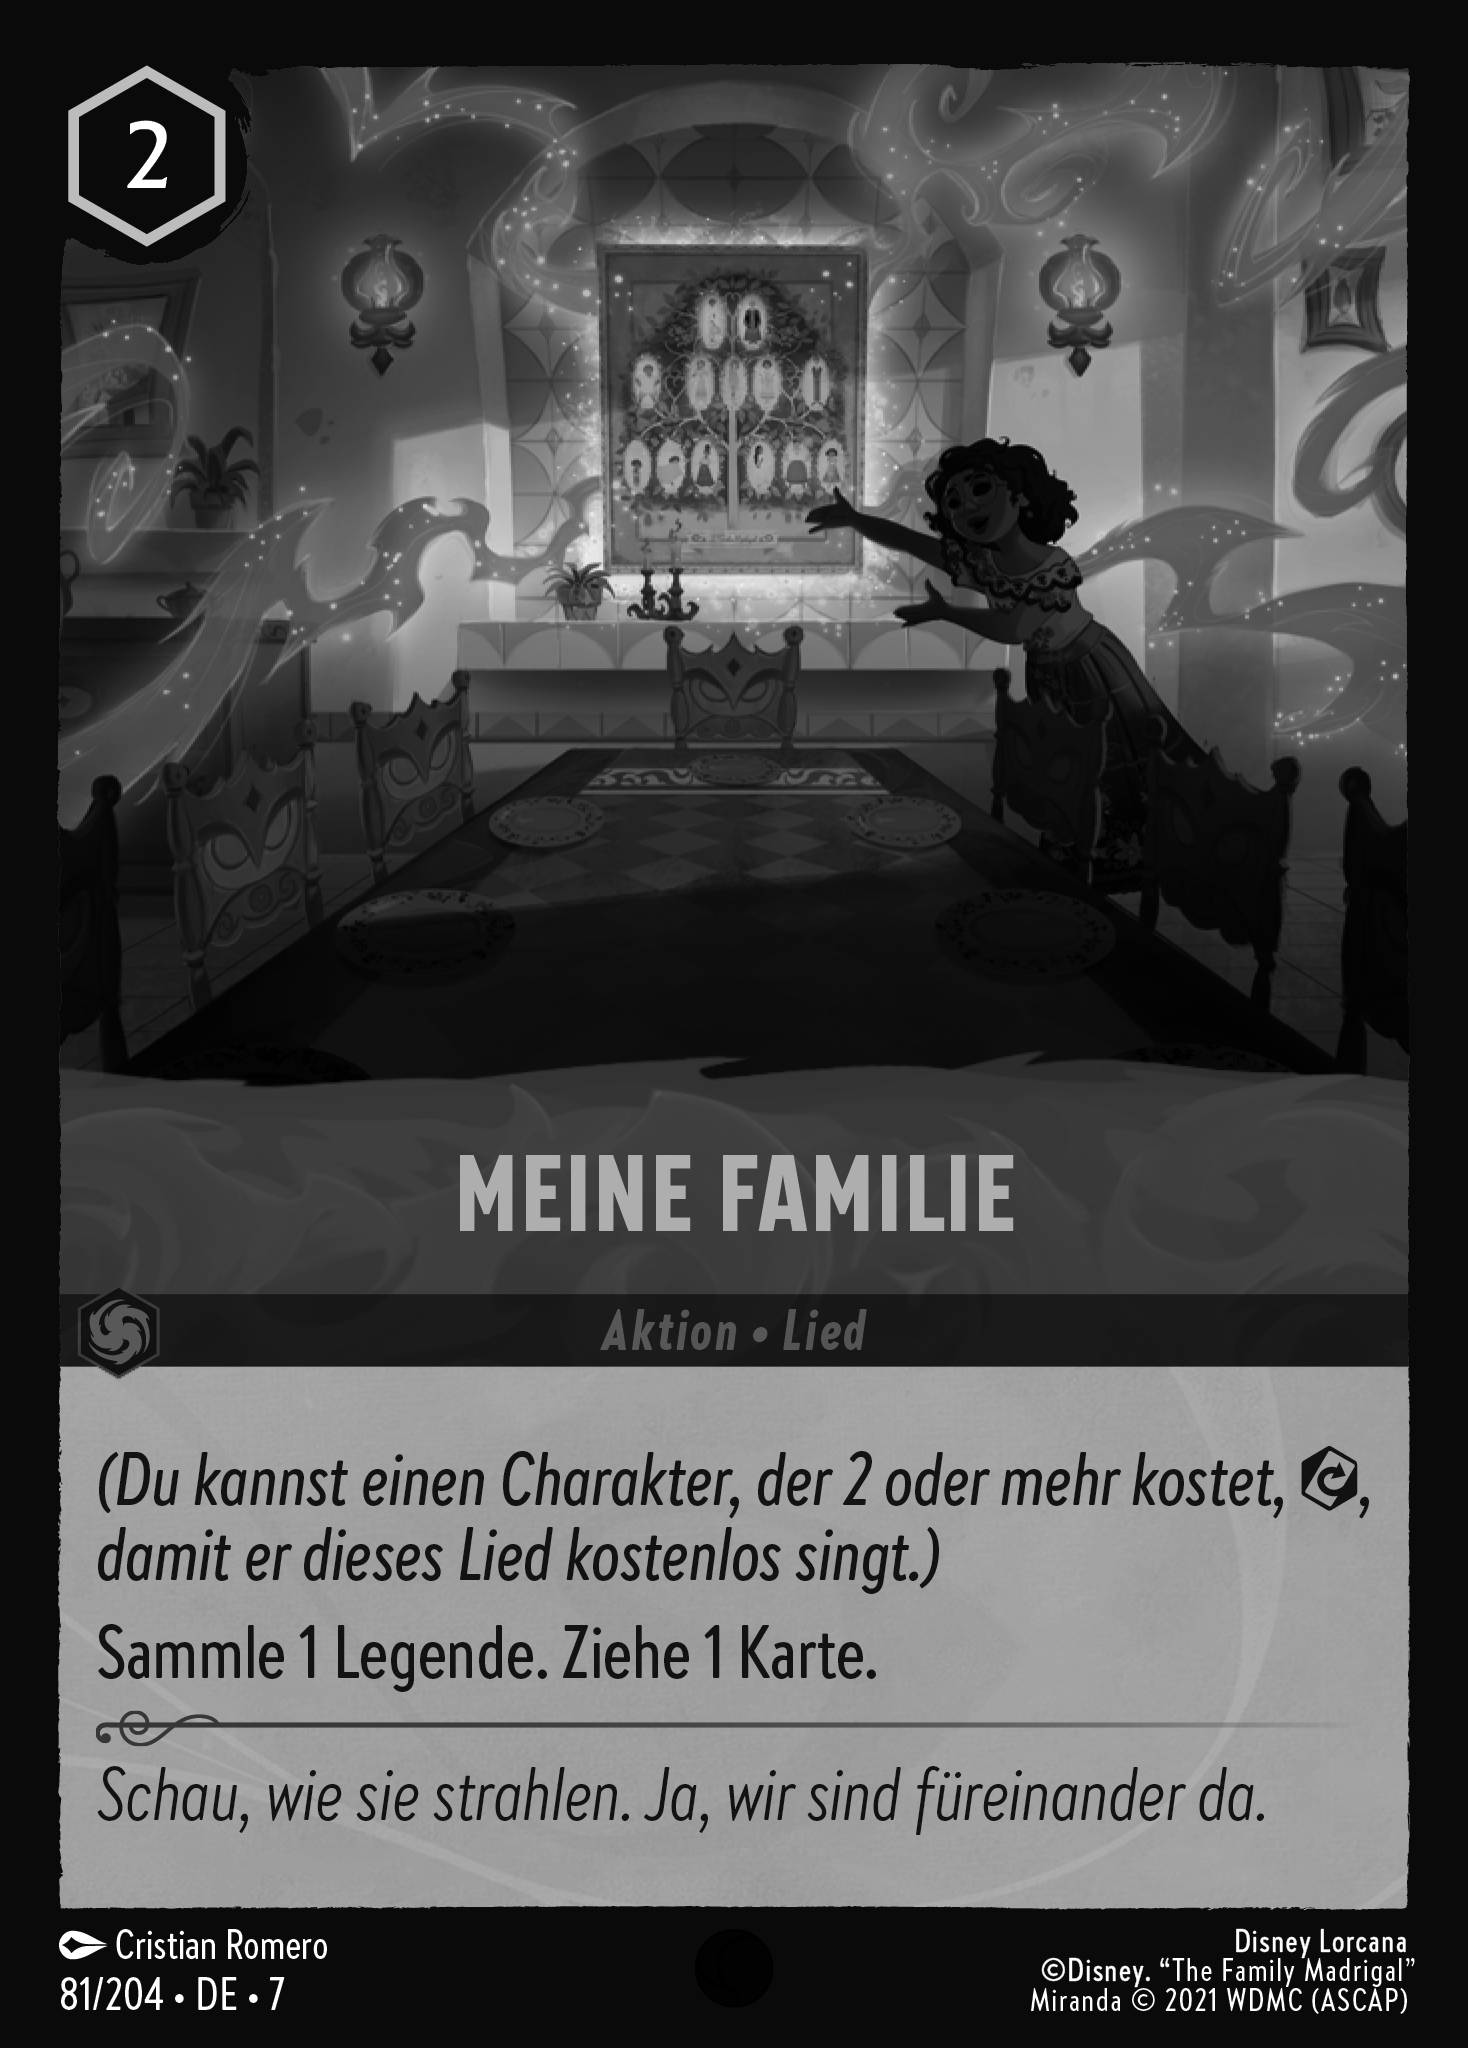 2
MEINE FAMILIE
Aktion • Lied
(Du kannst einen Charakter, der 2 oder mehr kostet, ,
damit er dieses Lied kostenlos singt.)
Sammle 1 Legende. Ziehe 1 Karte.
Schau, wie sie strahlen. Ja, wir sind füreinander da.
Cristian Romero
81/204 • DE • 7
Disney Lorcana
©Disney. “The Family Madrigal”
Miranda © 2021 WDMC (ASCAP)